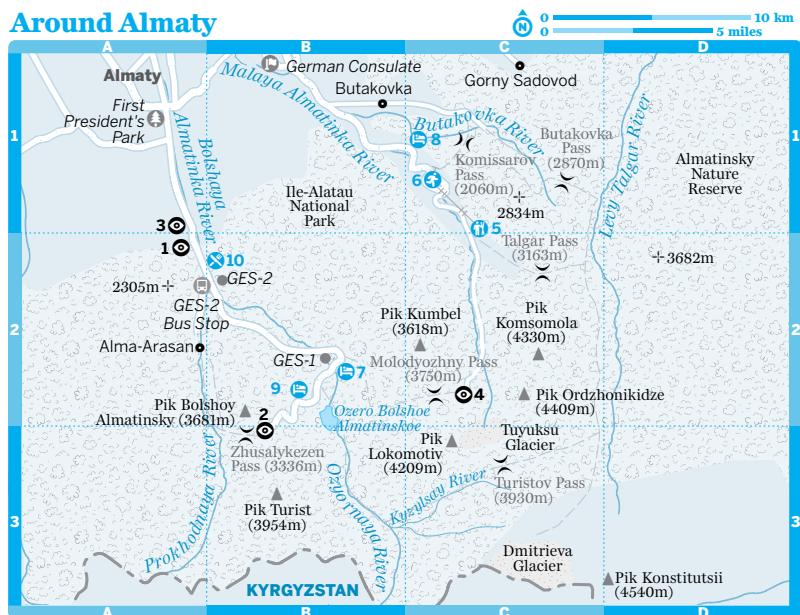 Around Almaty
N
0 10 km
0 5 miles
A B C D
Almaty
German Consulate
Butakovka
Gorny Sadovod
First
President's
Park
Malaya Almatinka River
Bolshaya
Almatinka River
1
1
8
Butakovka River
Butakovka
Pass
(2870m)
Komissarov
Pass
(2060m)
6
Levy Talgar River
Almatinsky
Nature
Reserve
Ile-Alatau
National
Park
2834m
3
5
1
Talgar Pass
(3163m)
3682m
10
GES-2
2305m
GES-2
Bus Stop
Pik Kumbel
(3618m)
Pik
Komsomola
(4330m)
2
2
Alma-Arasan
GES-1
7
Molodyozhny Pass
(3750m)
9
4
Pik Ordzhonikidze
(4409m)
Pik Bolshoy
Almatinsky (3681m)
2
Ozero Bolshoe
Almatinskoe
Zhusalykezen
Pass (3336m)
Pik
Lokomotiv
(4209m)
Tuyuksu
Glacier
Turistov Pass
(3930m)
Kyzylsay River
Pik Turist
(3954m)
Ozyornaya River
Prokhodnaya River
3
3
Dmitrieva
Glacier
KYRGYZSTAN
Pik Konstitutsii
(4540m)
A B C D